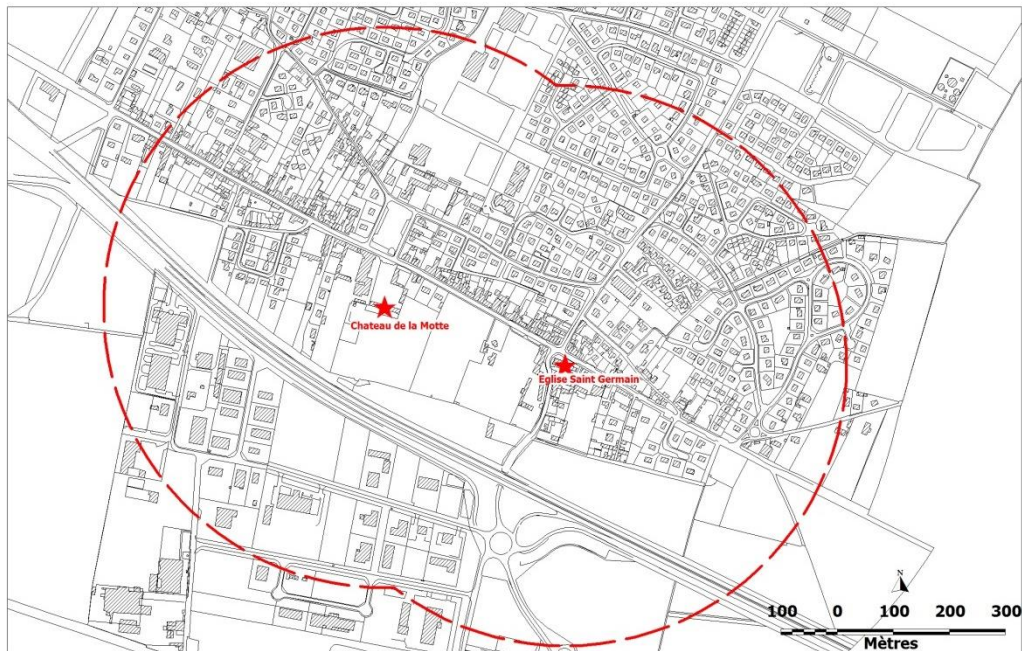 Chateau de la Motte
Eglise Saint Germain
N
100 0 100 200 300
Mètres